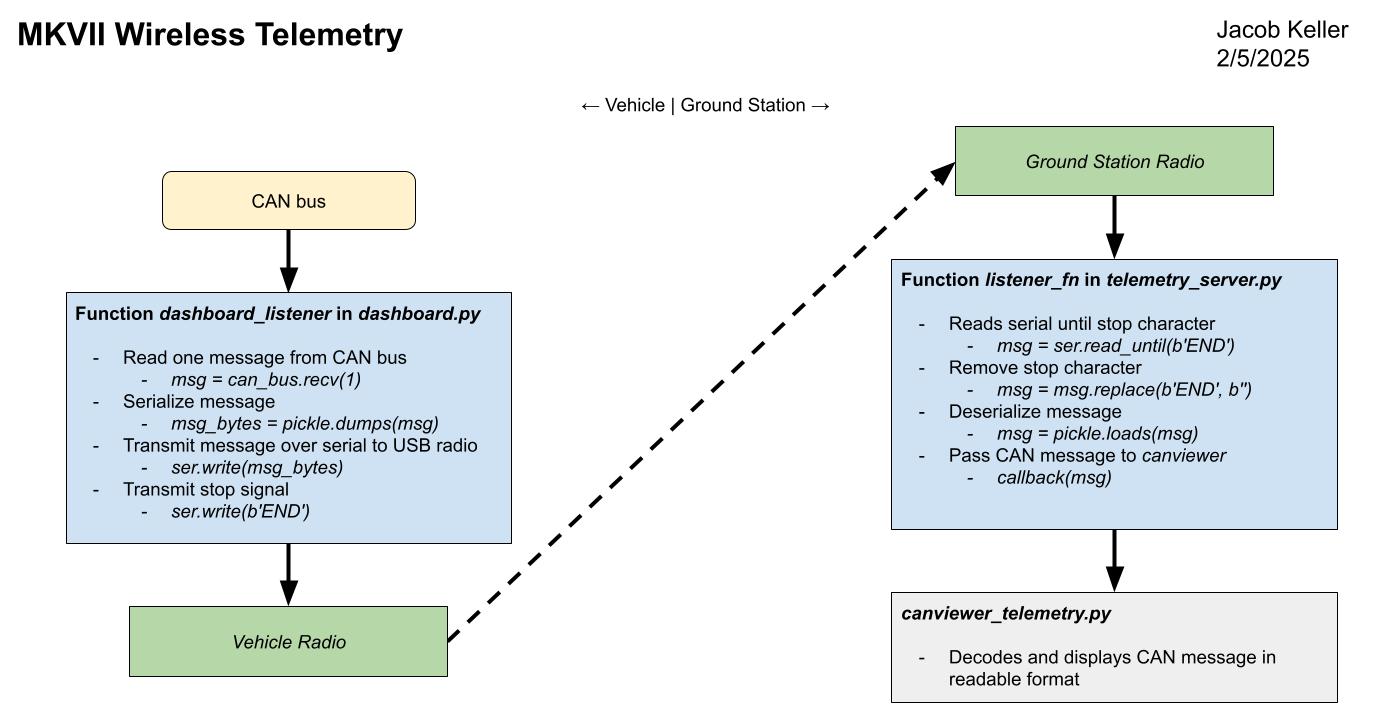 MKVII Wireless Telemetry
Jacob Keller
2/5/2025
← Vehicle | Ground Station →
CAN bus
Function dashboard_listener in dashboard.py
- Read one message from CAN bus
- msg = can_bus.recv(1)
- Serialize message
- msg_bytes = pickle.dumps(msg)
- Transmit message over serial to USB radio
- ser.write(msg_bytes)
- Transmit stop signal
- ser.write(b'END')
Vehicle Radio
Ground Station Radio
Function listener_fn in telemetry_server.py
- Reads serial until stop character
- msg = ser.read_until(b'END')
- Remove stop character
- msg = msg.replace(b'END', b'')
- Deserialize message
- msg = pickle.loads(msg)
- Pass CAN message to canviewer
- callback(msg)
canviewer_telemetry.py
- Decodes and displays CAN message in
readable format